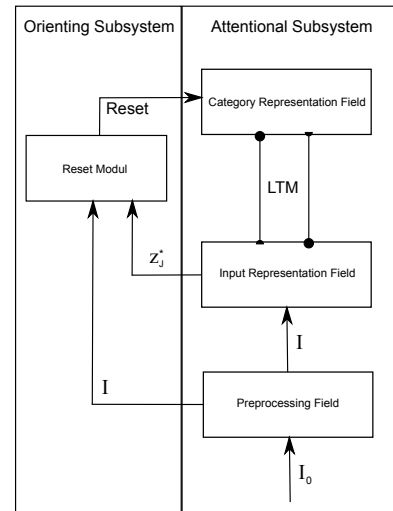 Orienting Subsystem
Attentional Subsystem
Reset
Category Representation Field
Reset Modul
LTM
z*J
Input Representation Field
I
I
Preprocessing Field
I0